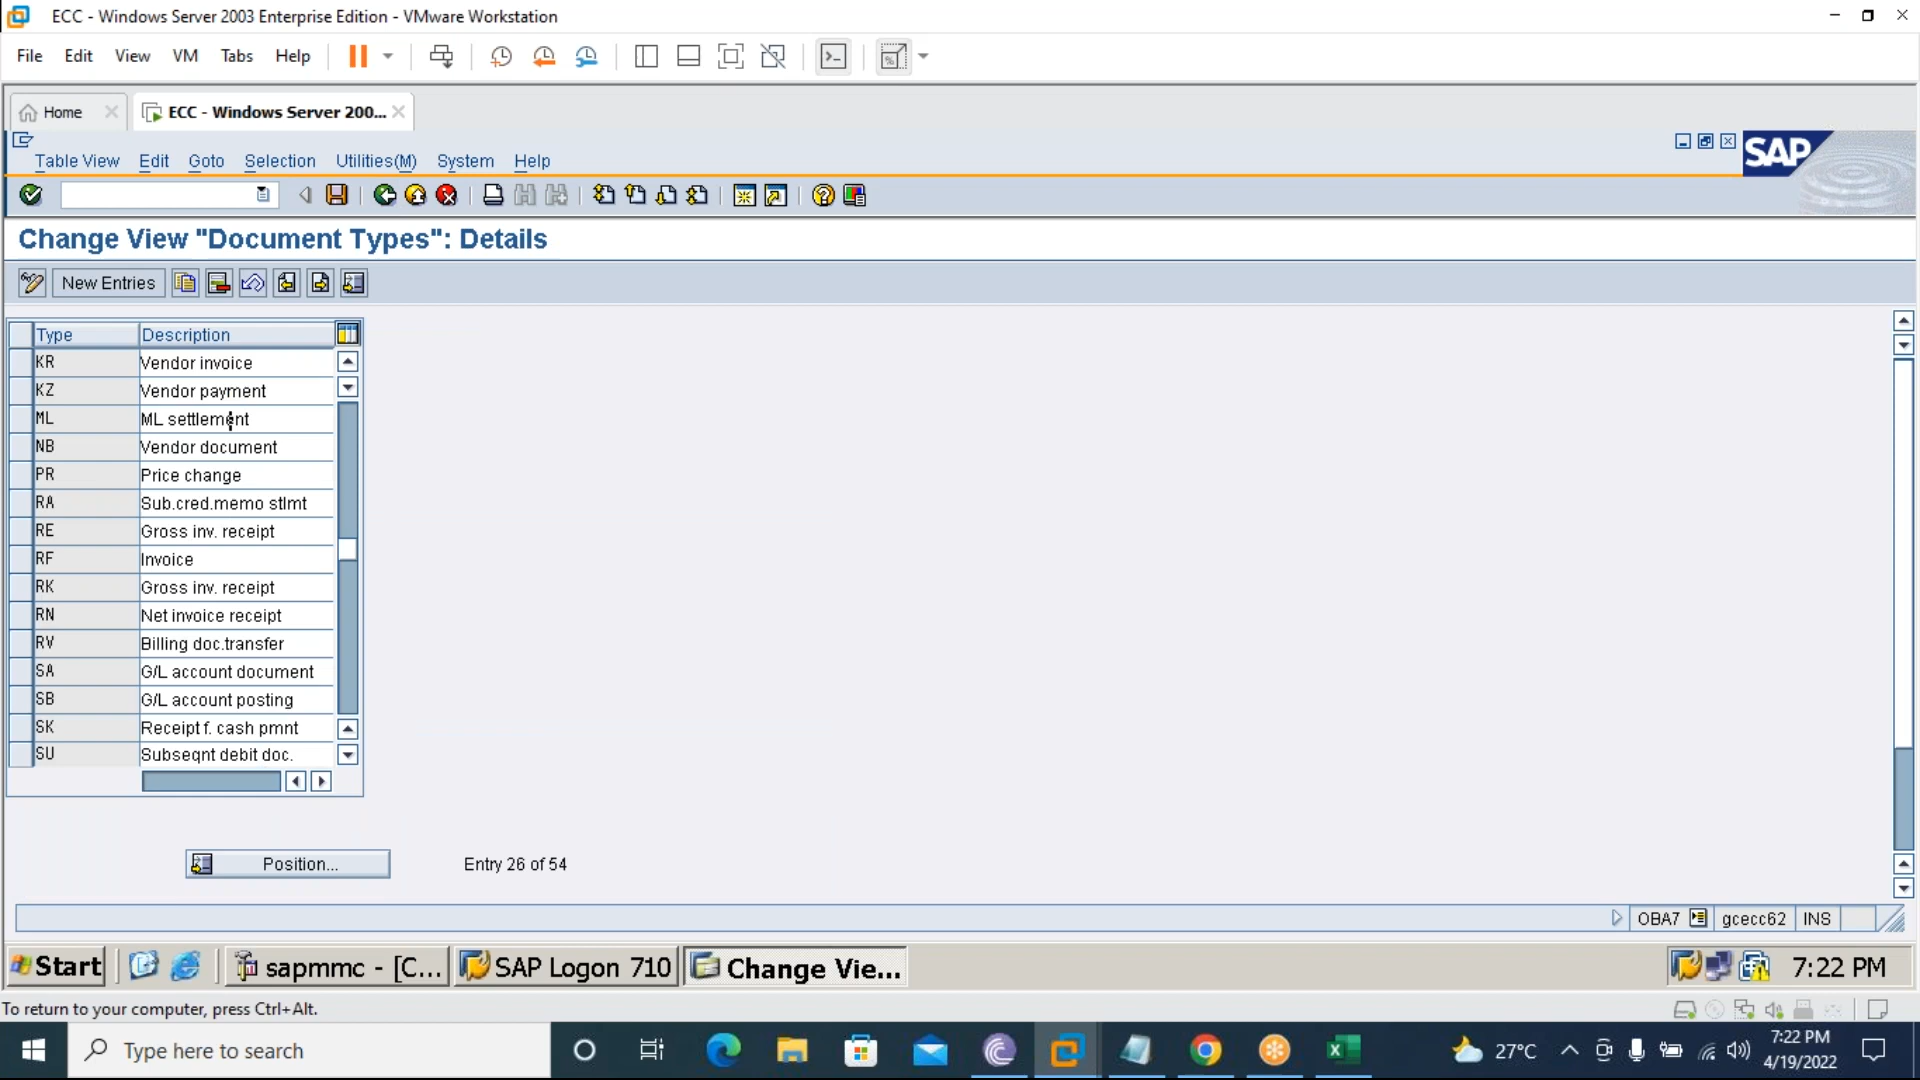 ECC - Windows Server 2003 Enterprise Edition - VMware Workstation
File Edit View VM Tabs Help
Home ECC - Windows Server 200...
Table View Edit Goto Selection Utilities(M) System Help
SAP
Change View "Document Types": Details
New Entries
Type Description
KR Vendor invoice
KZ Vendor payment
ML ML settlement
NB Vendor document
PR Price change
RA Sub.cred.memo stlmt
RE Gross inv. receipt
RF Invoice
RK Gross inv. receipt
RN Net invoice receipt
RV Billing doc.transfer
SA G/L account document
SB G/L account posting
SK Receipt f. cash pmnt
SU Subseqnt debit doc.
Position... Entry 26 of 54
OBA7 gcecc62 INS
Start sapmmc - [C... SAP Logon 710 Change Vie... 7:22 PM
To return to your computer, press Ctrl+Alt.
Type here to search 27°C 7:22 PM
4/19/2022